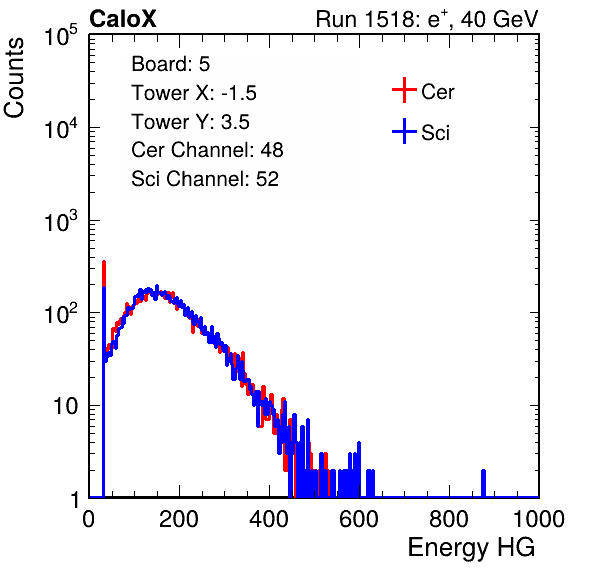 CaloX Run 1518: e⁺, 40 GeV
Counts
10⁵
10⁴
10³
10²
10
1
Board: 5
Tower X: -1.5
Tower Y: 3.5
Cer Channel: 48
Sci Channel: 52
Cer
Sci
0 200 400 600 800 1000
Energy HG